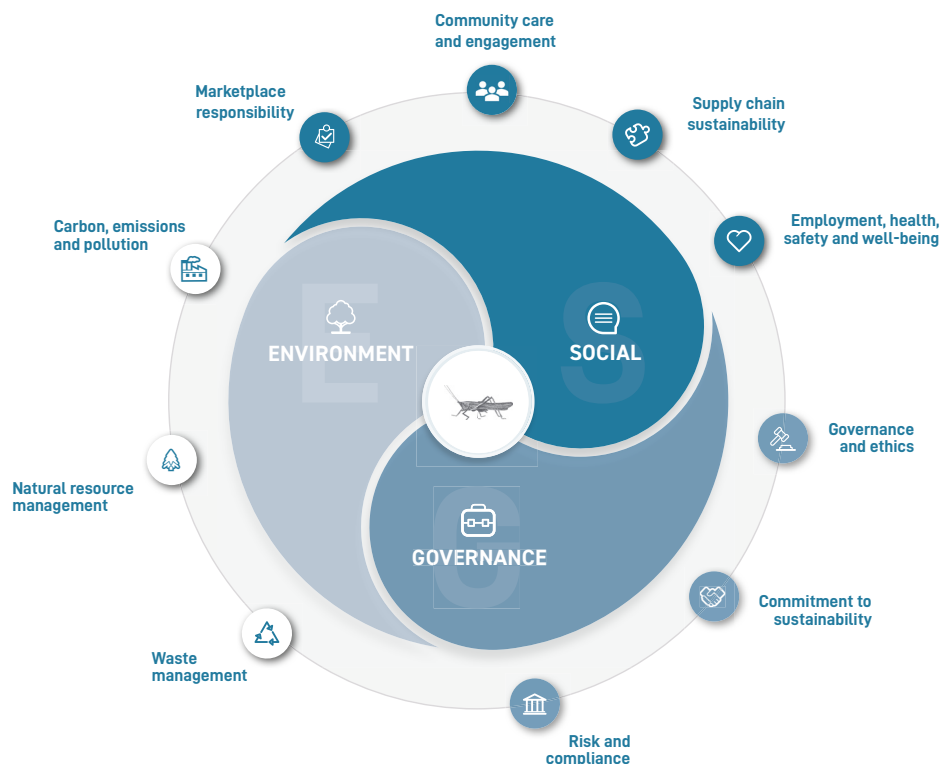 Community care
and engagement
Marketplace
responsibility
Supply chain
sustainability
Carbon, emissions
and pollution
Employment, health,
safety and well-being
E
ENVIRONMENT
S
SOCIAL
Governance
and ethics
Natural resource
management
G
GOVERNANCE
Commitment to
sustainability
Waste
management
Risk and
compliance